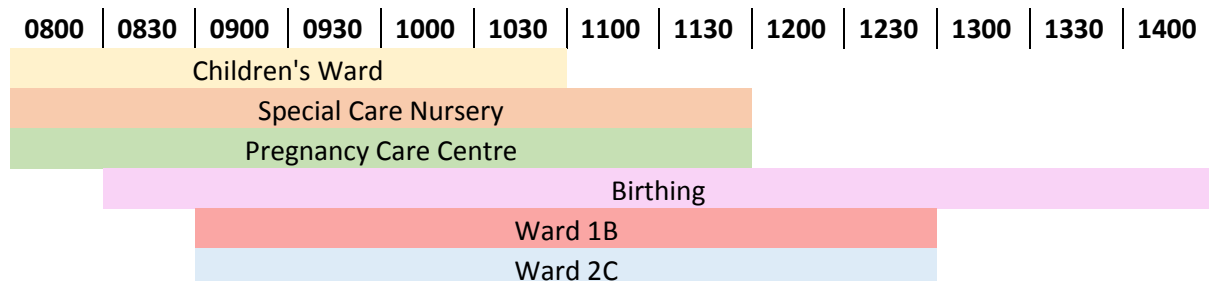 0800 0830 0900 0930 1000 1030 1100 1130 1200 1230 1300 1330 1400
Children's Ward
Special Care Nursery
Pregnancy Care Centre
Birthing
Ward 1B
Ward 2C